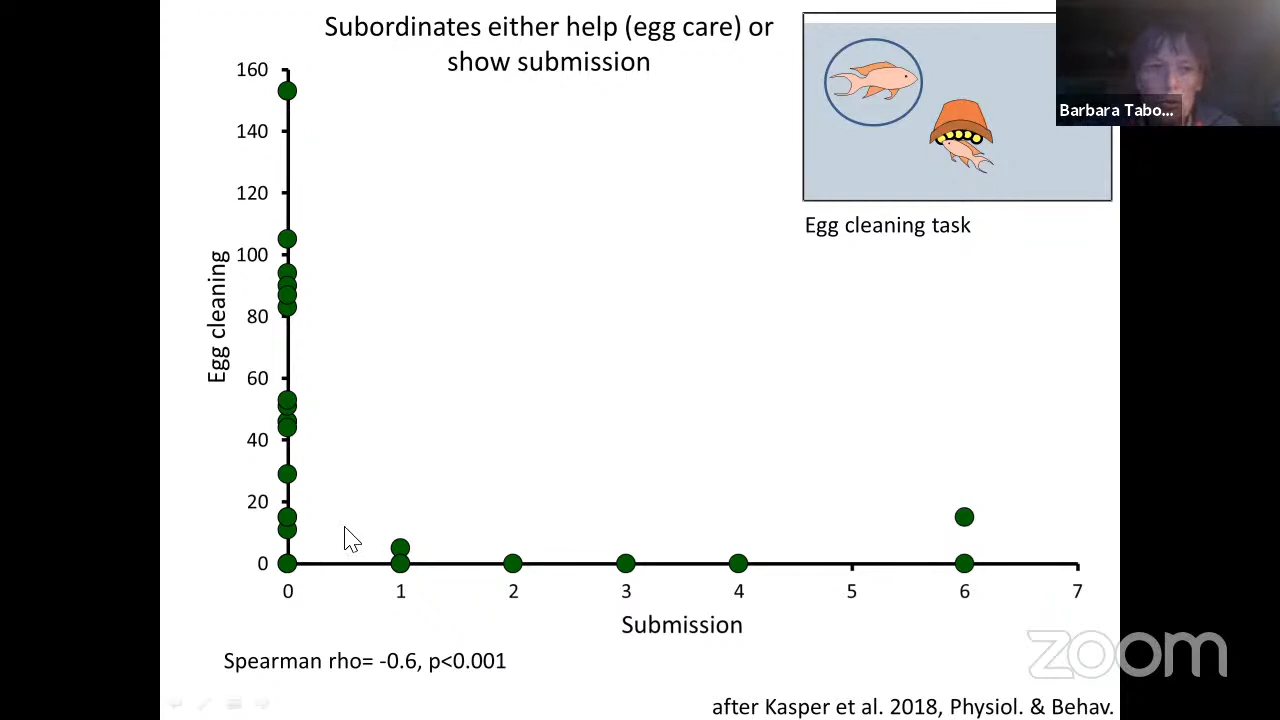 Subordinates either help (egg care) or
show submission
Barbara Tabo...
Egg cleaning task
160
140
120
100
80
60
40
20
0
Egg cleaning
0 1 2 3 4 5 6 7
Submission
Spearman rho= -0.6, p<0.001
zoom
after Kasper et al. 2018, Physiol. & Behav.